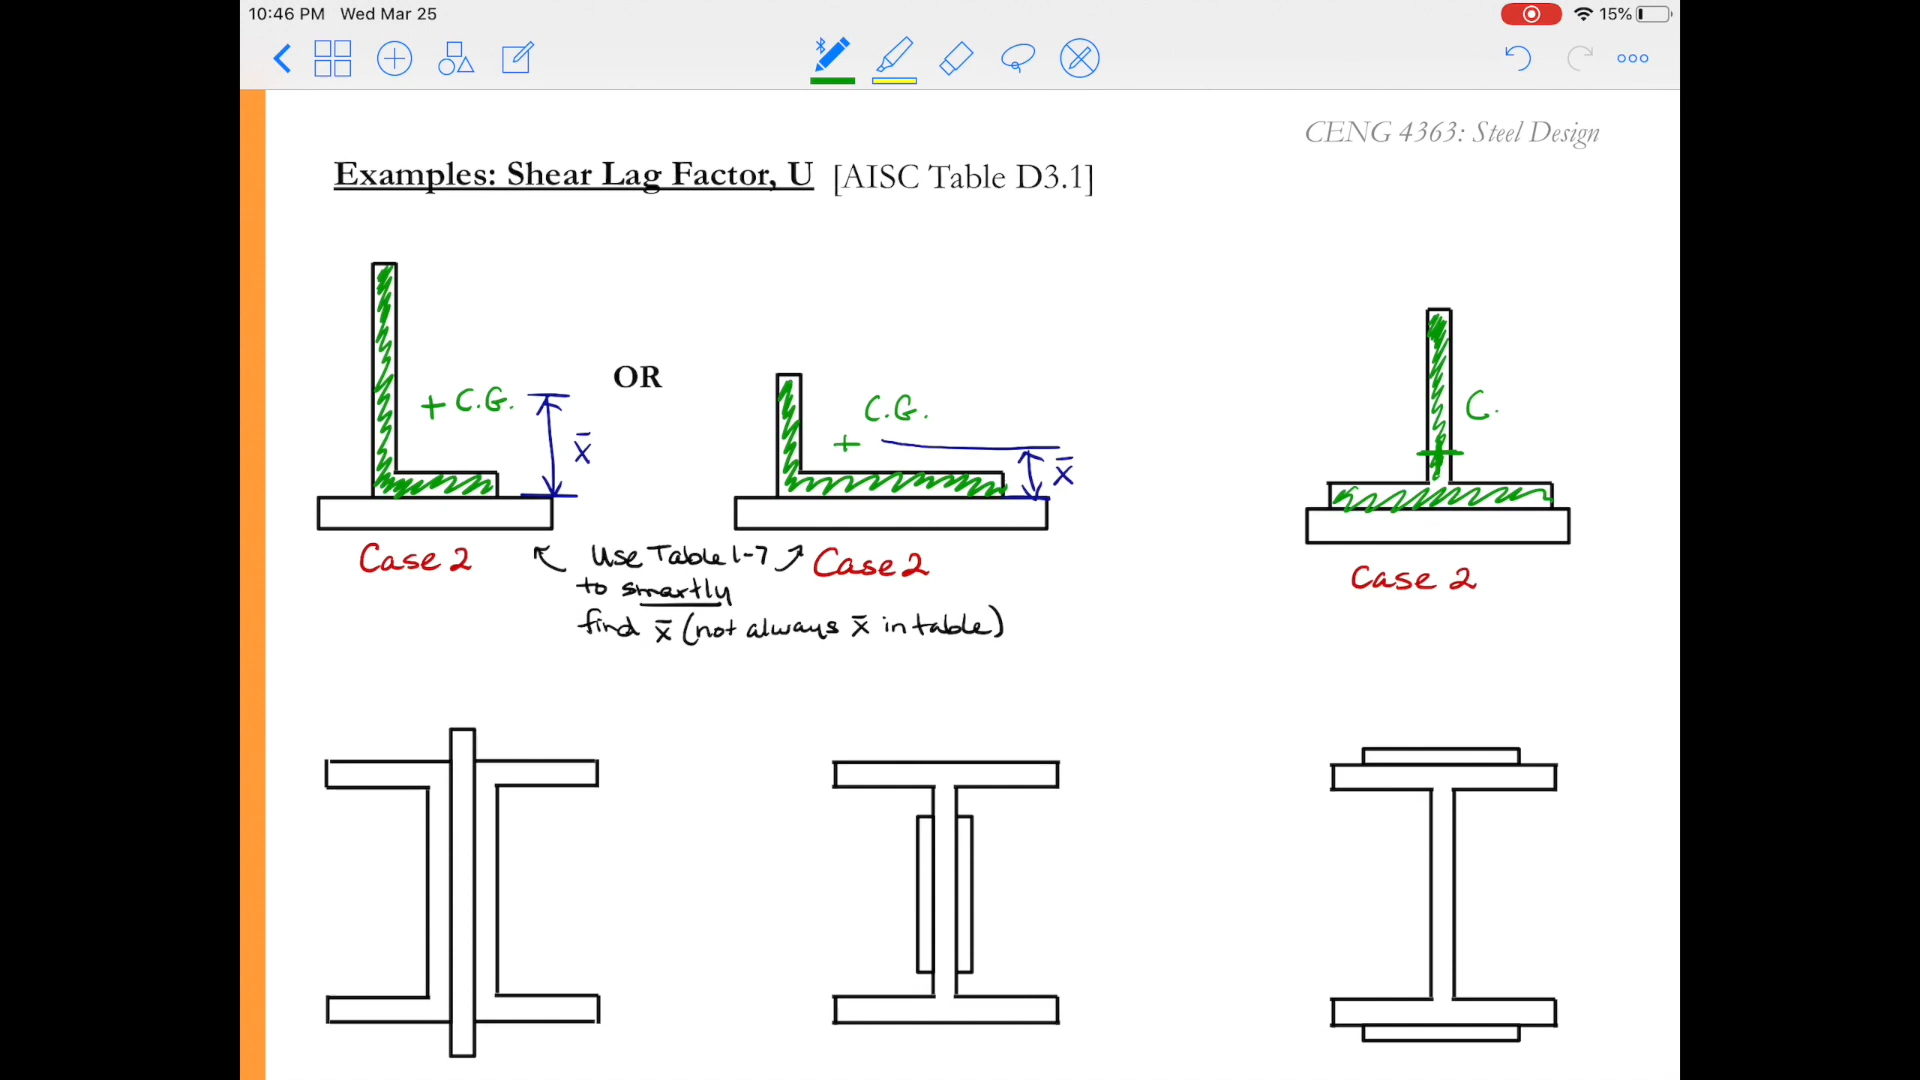 10:46 PM Wed Mar 25
15%
CENG 4363: Steel Design
Examples: Shear Lag Factor, U [AISC Table D3.1]
+ C.G.
x̄
OR
C.G.
+
x̄
C.
+
Case 2
Use Table 1-7
to smartly
find x̄ (not always x̄ in table)
Case 2
Case 2